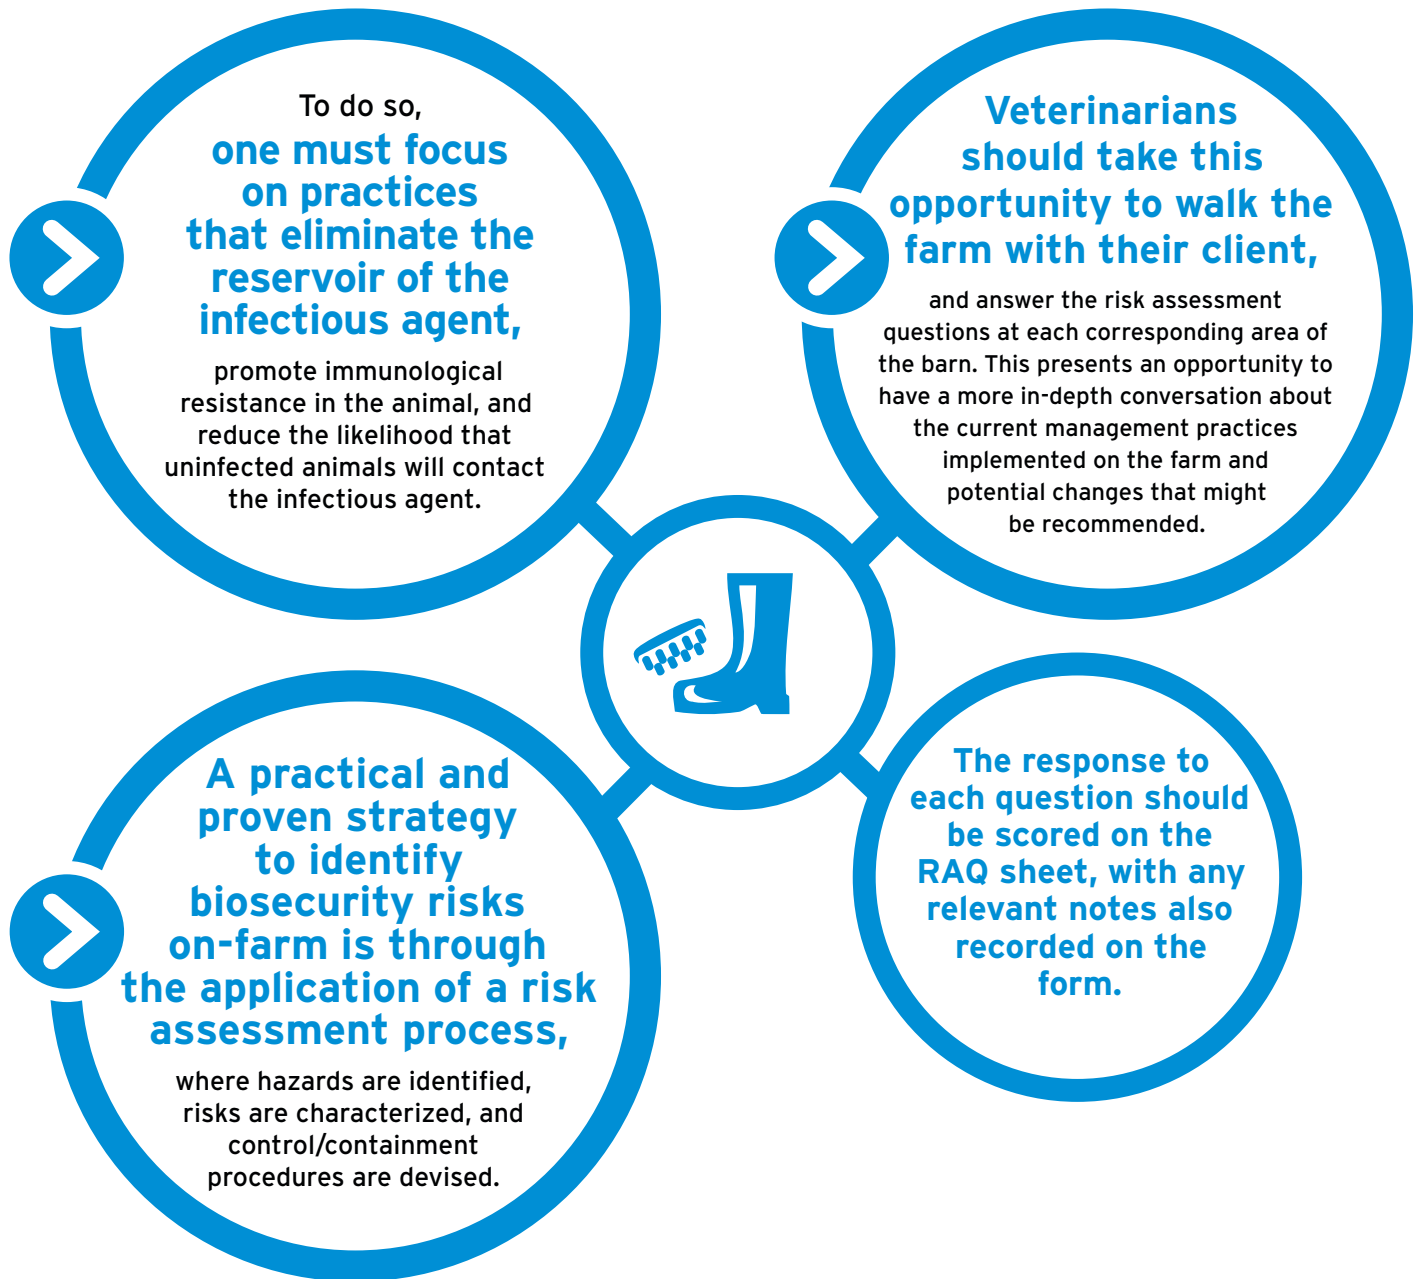 To do so,
one must focus
on practices
that eliminate the
reservoir of the
infectious agent,
promote immunological
resistance in the animal, and
reduce the likelihood that
uninfected animals will contact
the infectious agent.
A practical and
proven strategy
to identify
biosecurity risks
on-farm is through
the application of a risk
assessment process,
where hazards are identified,
risks are characterized, and
control/containment
procedures are devised.
Veterinarians
should take this
opportunity to walk the
farm with their client,
and answer the risk assessment
questions at each corresponding area of
the barn. This presents an opportunity to
have a more in-depth conversation about
the current management practices
implemented on the farm and
potential changes that might
be recommended.
The response to
each question should
be scored on the
RAQ sheet, with any
relevant notes also
recorded on the
form.